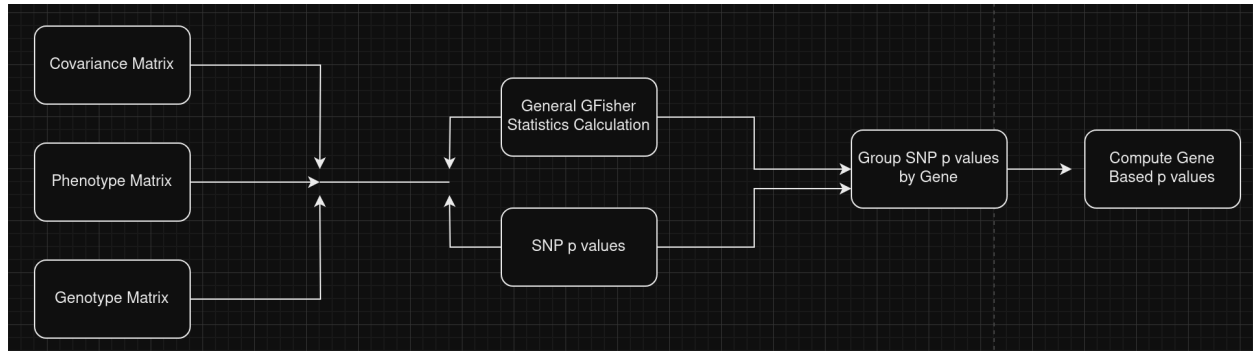 Covariance Matrix
Phenotype Matrix
Genotype Matrix
General GFisher
Statistics Calculation
SNP p values
Group SNP p values
by Gene
Compute Gene
Based p values